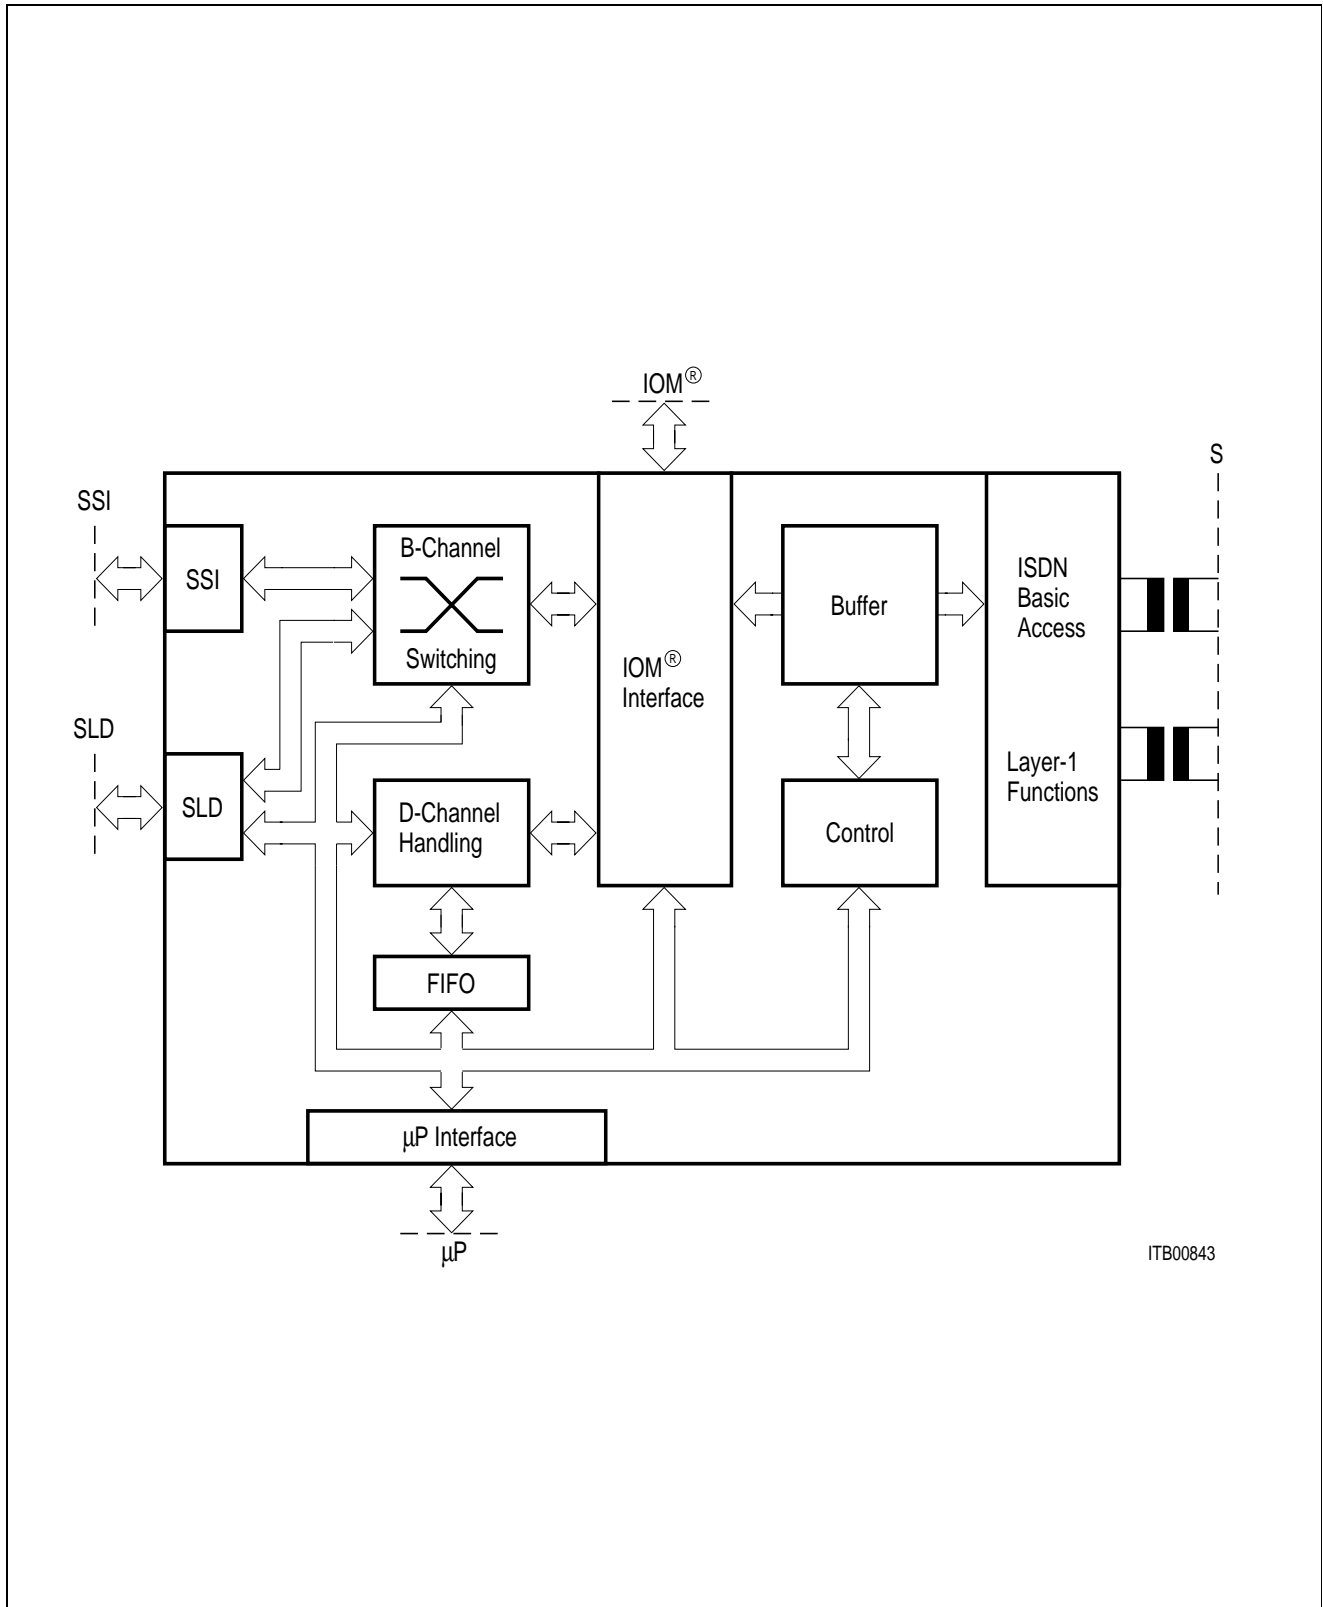 IOM®
S
SSI
SSI
B-Channel
Switching
IOM®
Interface
Buffer
ISDN
Basic
Access
SLD
SLD
D-Channel
Handling
Control
Layer-1
Functions
FIFO
µP Interface
µP
ITB00843